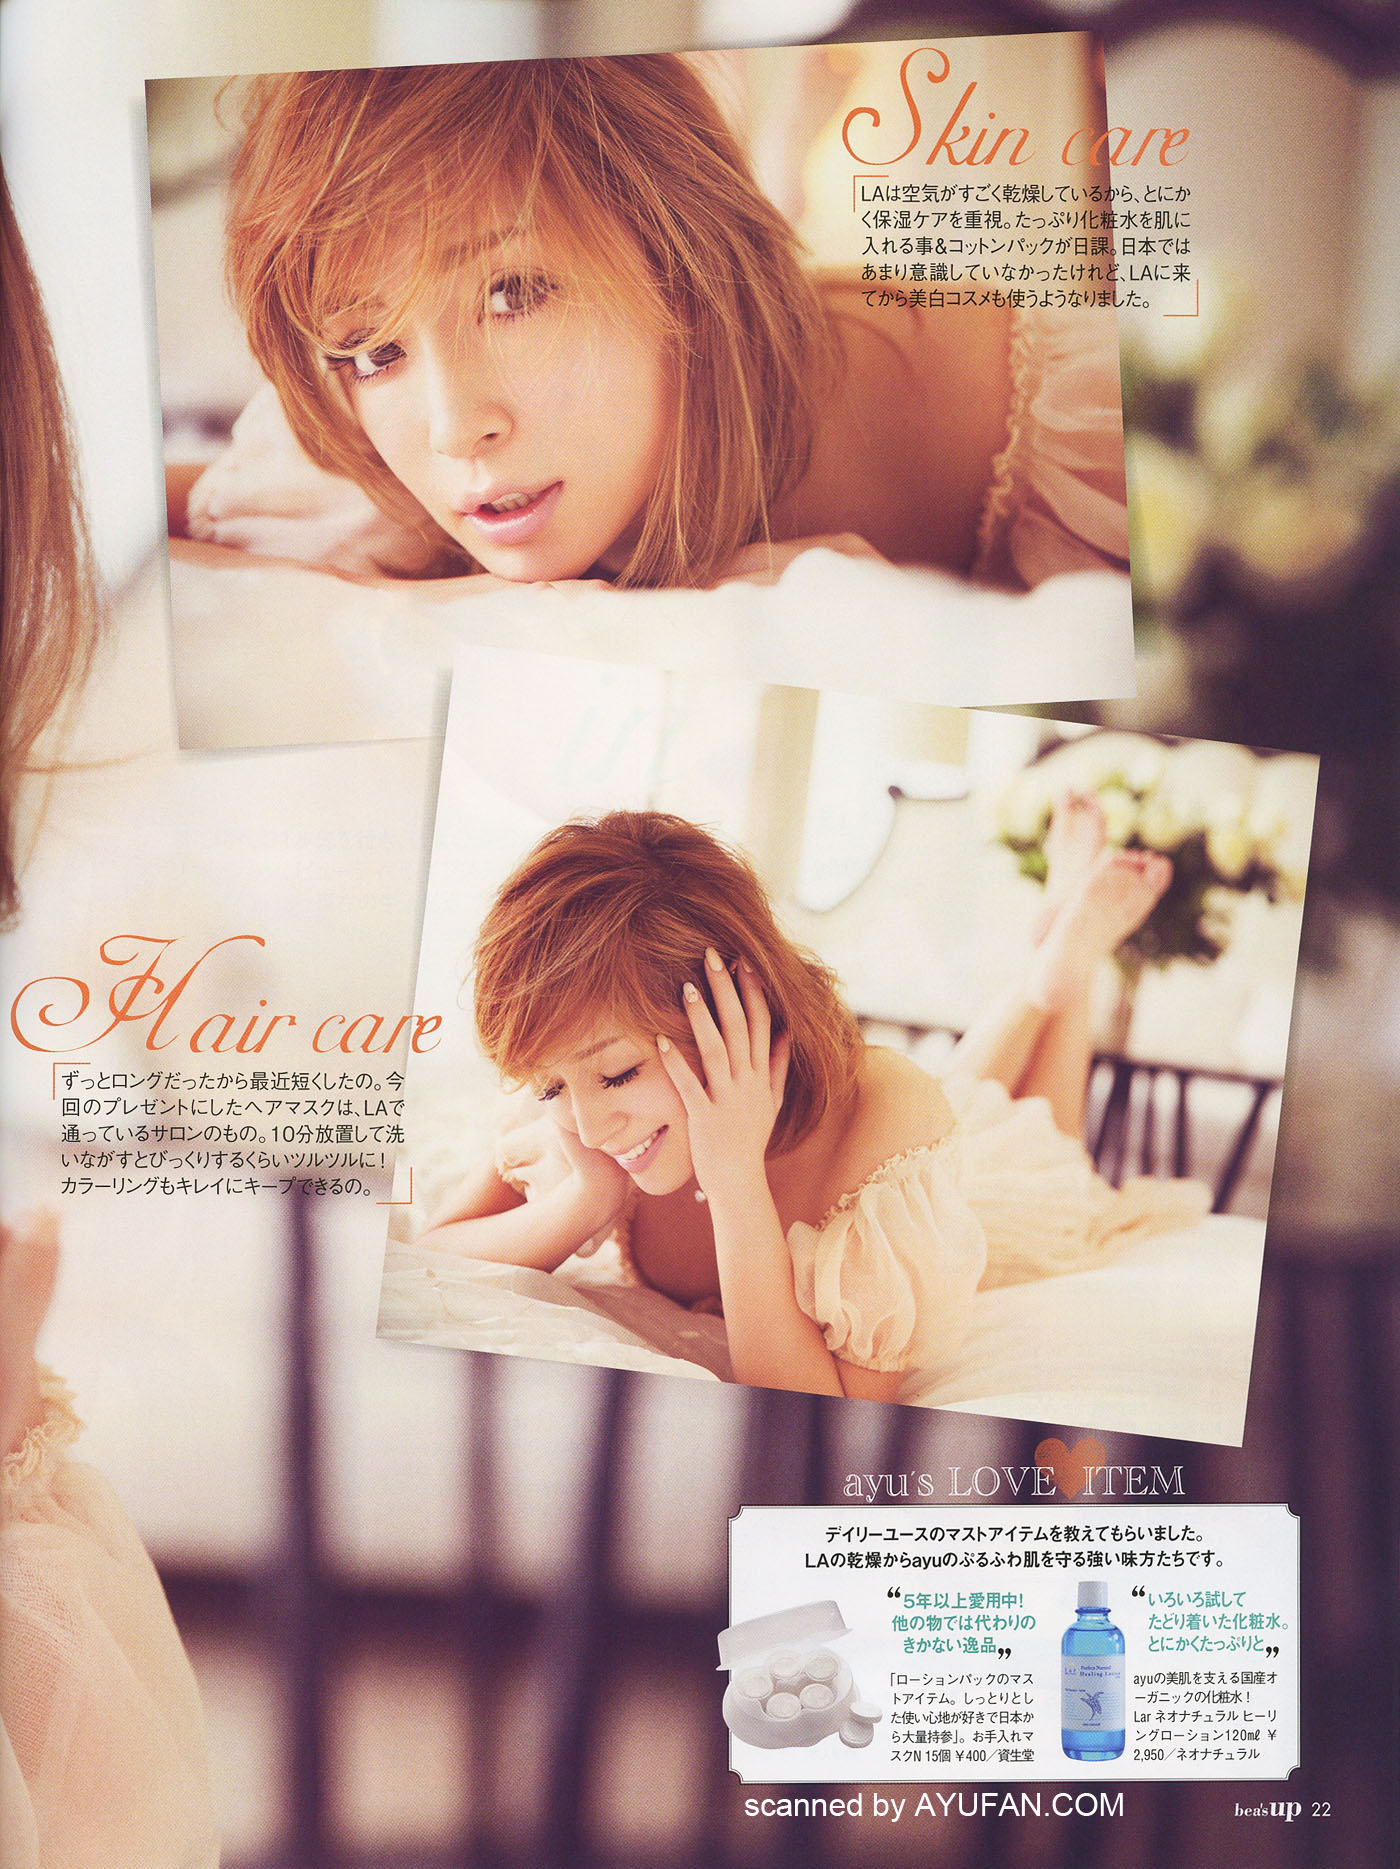 Skin care
「LAは空気がすごく乾燥しているから、とにか
く保湿ケアを重視。たっぷり化粧水を肌に
入れる事&コットンパックが日課。日本では
あまり意識していなかったけれど、LAに来
てから美白コスメも使うようなりました。」
Hair care
「ずっとロングだったから最近短くしたの。今
回のプレゼントにしたヘアマスクは、LAで
通っているサロンのもの。10分放置して洗
いながすとびっくりするくらいツルツルに!
カラーリングもキレイにキープできるの。」
ayu's LOVE ITEM
デイリーユースのマストアイテムを教えてもらいました。
LAの乾燥からayuのぷるふわ肌を守る強い味方たちです。
“5年以上愛用中!
他の物では代わりの
きかない逸品„
「ローションパックのマス
トアイテム。しっとりとし
た使い心地が好きで日本か
ら大量持参」。お手入れマ
スクN 15個 ¥400/資生堂
Lar
Perfect Natural
Healing Lotion
“いろいろ試して
たどり着いた化粧水。
とにかくたっぷりと„
ayuの美肌を支える国産オ
ーガニックの化粧水!
Lar ネオナチュラル ヒーリ
ングローション120㎖ ¥
2,950/ネオナチュラル
scanned by AYUFAN.COM
bea's up 22